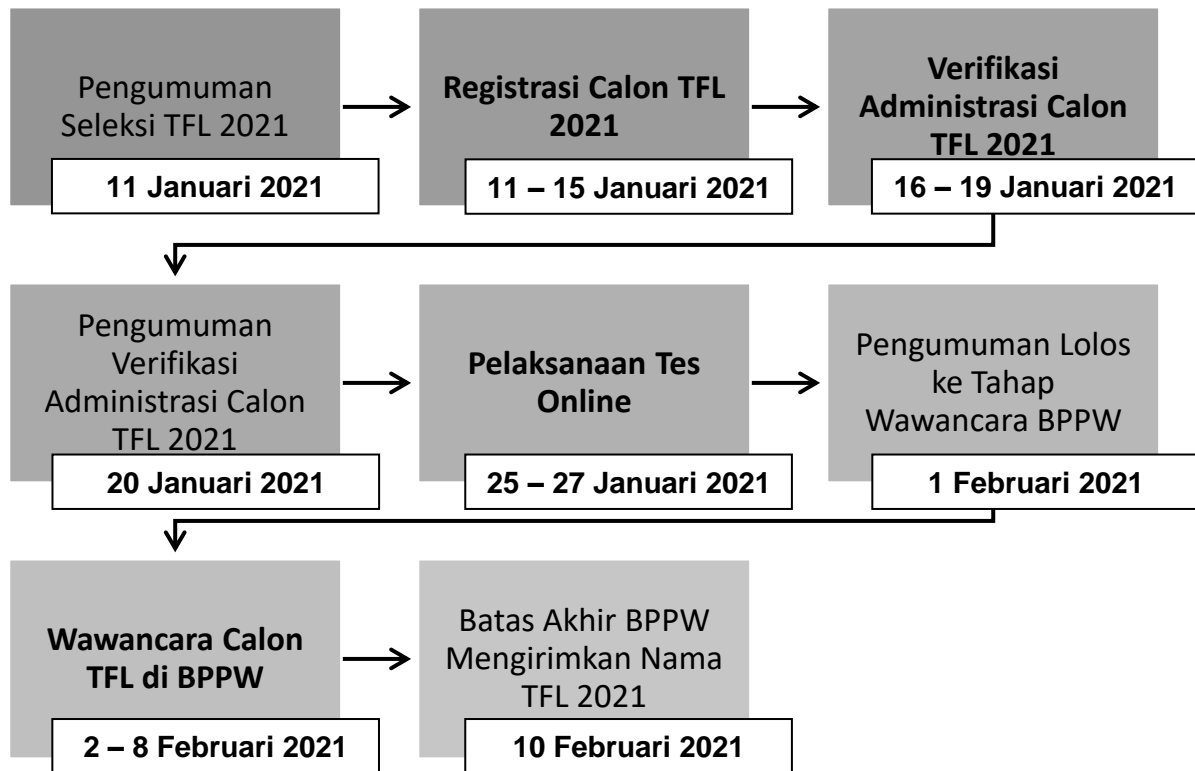 Pengumuman
Seleksi TFL 2021
11 Januari 2021
Registrasi Calon TFL
2021
11 – 15 Januari 2021
Verifikasi
Administrasi Calon
TFL 2021
16 – 19 Januari 2021
Pengumuman
Verifikasi
Administrasi Calon
TFL 2021
20 Januari 2021
Pelaksanaan Tes
Online
25 – 27 Januari 2021
Pengumuman Lolos
ke Tahap
Wawancara BPPW
1 Februari 2021
Wawancara Calon
TFL di BPPW
2 – 8 Februari 2021
Batas Akhir BPPW
Mengirimkan Nama
TFL 2021
10 Februari 2021